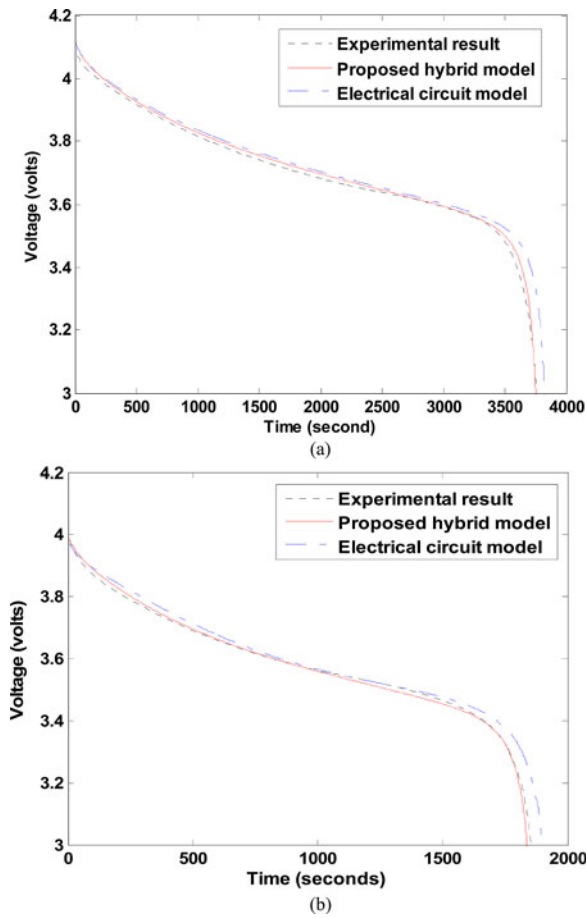 4.2
Experimental result
Proposed hybrid model
Electrical circuit model
4
3.8
3.6
3.4
3.2
3
Voltage (volts)
0 500 1000 1500 2000 2500 3000 3500 4000
Time (second)
(a)
4.2
Experimental result
Proposed hybrid model
Electrical circuit model
4
3.8
3.6
3.4
3.2
3
Voltage (volts)
0 500 1000 1500 2000
Time (seconds)
(b)